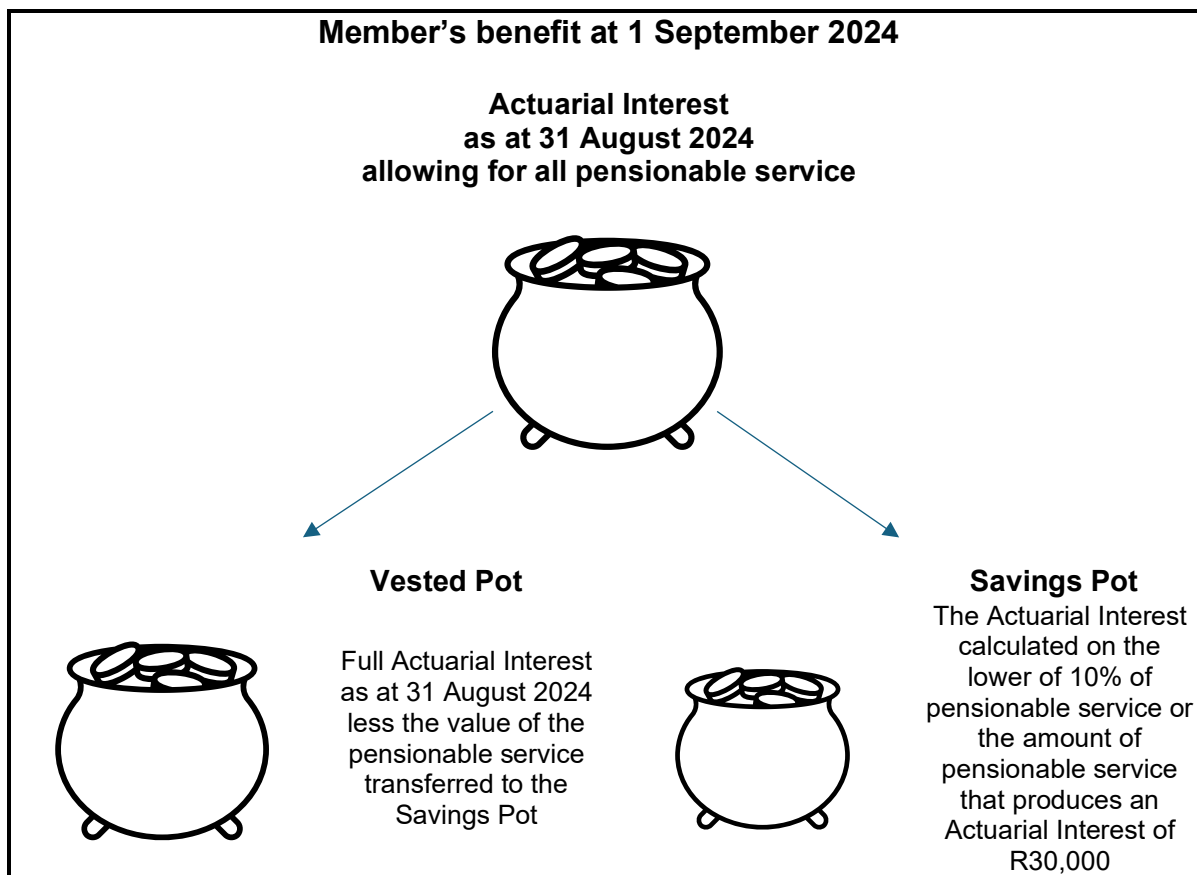 Member’s benefit at 1 September 2024
Actuarial Interest
as at 31 August 2024
allowing for all pensionable service
Vested Pot
Full Actuarial Interest
as at 31 August 2024
less the value of the
pensionable service
transferred to the
Savings Pot
Savings Pot
The Actuarial Interest
calculated on the
lower of 10% of
pensionable service or
the amount of
pensionable service
that produces an
Actuarial Interest of
R30,000